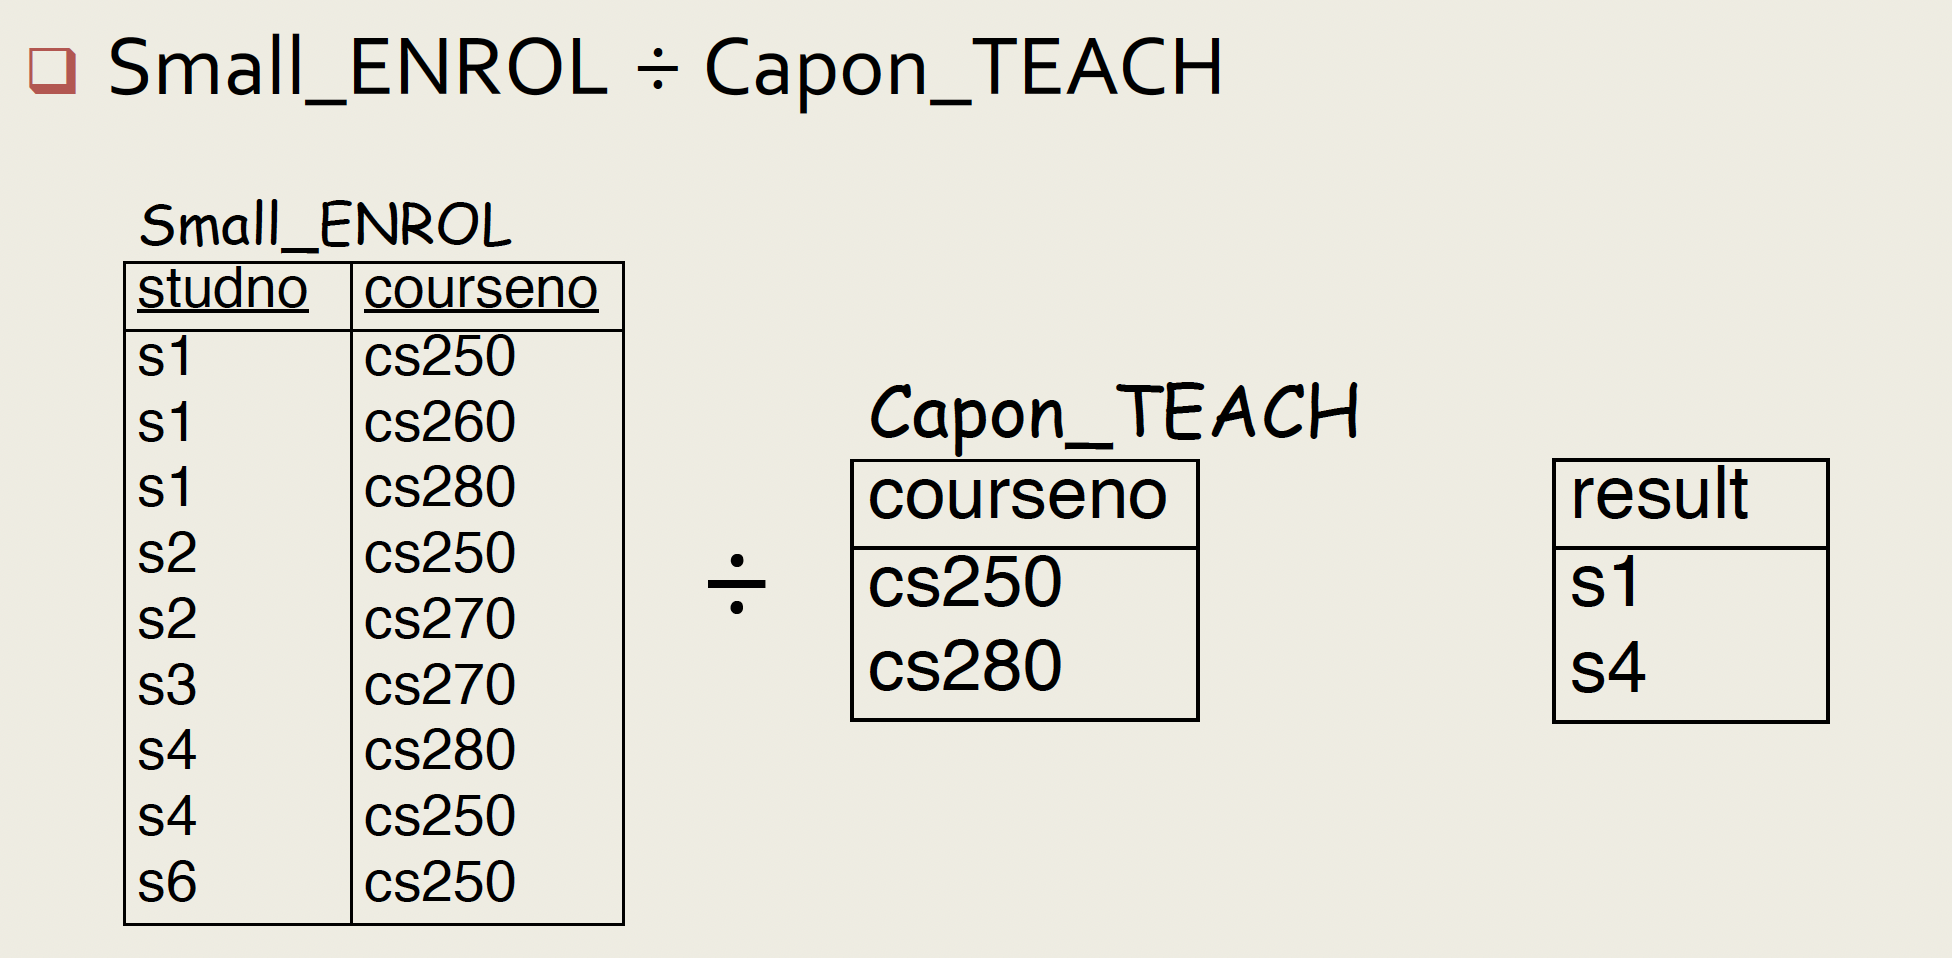 Small_ENROL ÷ Capon_TEACH
Small_ENROL
studno courseno
s1 cs250
s1 cs260
s1 cs280
s2 cs250
s2 cs270
s3 cs270
s4 cs280
s4 cs250
s6 cs250
÷
Capon_TEACH
courseno
cs250
cs280
result
s1
s4